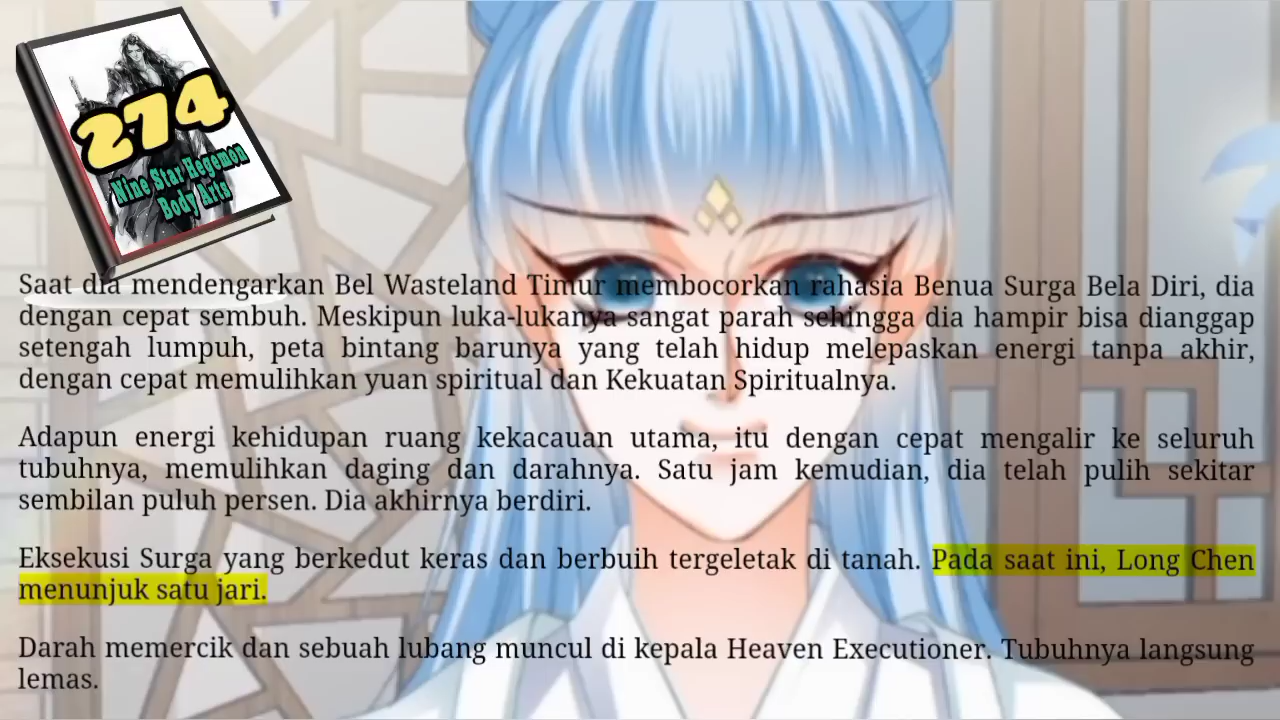 274
Nine Star Hegemon
Body Arts
Saat dia mendengarkan Bel Wasteland Timur membocorkan rahasia Benua Surga Bela Diri, dia
dengan cepat sembuh. Meskipun luka-lukanya sangat parah sehingga dia hampir bisa dianggap
setengah lumpuh, peta bintang barunya yang telah hidup melepaskan energi tanpa akhir,
dengan cepat memulihkan yuan spiritual dan Kekuatan Spiritualnya.
Adapun energi kehidupan ruang kekacauan utama, itu dengan cepat mengalir ke seluruh
tubuhnya, memulihkan daging dan darahnya. Satu jam kemudian, dia telah pulih sekitar
sembilan puluh persen. Dia akhirnya berdiri.
Eksekusi Surga yang berkedut keras dan berbuih tergeletak di tanah. Pada saat ini, Long Chen
menunjuk satu jari.
Darah memercik dan sebuah lubang muncul di kepala Heaven Executioner. Tubuhnya langsung
lemas.